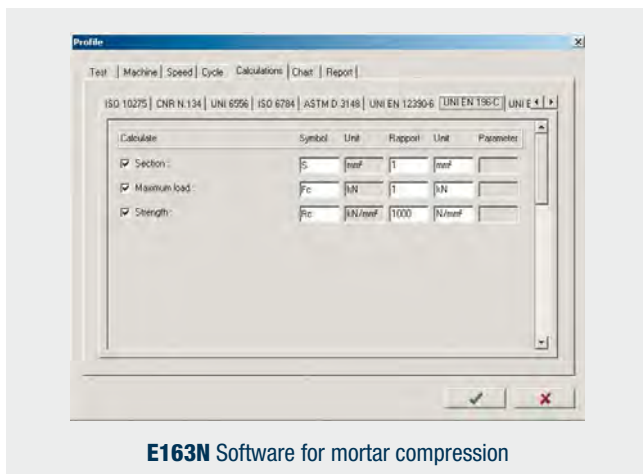 Profile
Test | Machine | Speed | Cycle | Calculations | Chart | Report
ISO 10275 | CNR N.134 | UNI 6556 | ISO 6784 | ASTM D 3148 | UNI EN 12390-6 | UNI EN 196-C | UNI E
Calculate Symbol Unit Rapport Unit Parameter
Section : S mm² 1 mm²
Maximum load : Fc kN 1 kN
Strength : Rc kN/mm² 1000 N/mm²
E163N Software for mortar compression